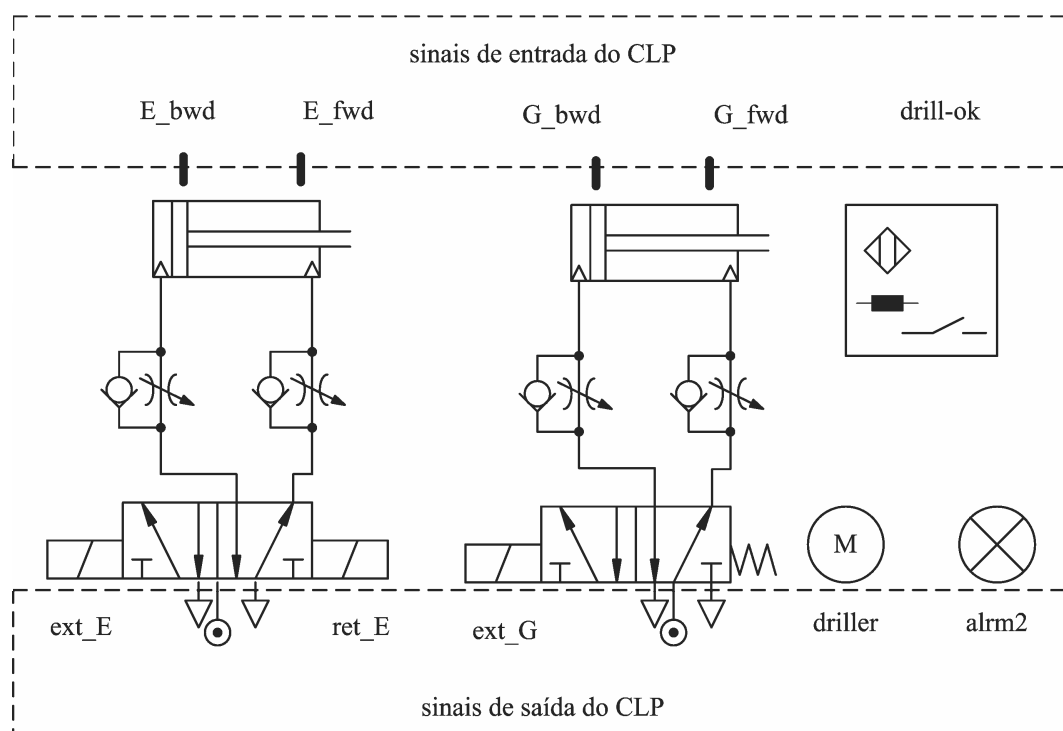 sinais de entrada do CLP
E_bwd E_fwd G_bwd G_fwd drill-ok
M
ext_E ret_E ext_G driller alrm2
sinais de saída do CLP